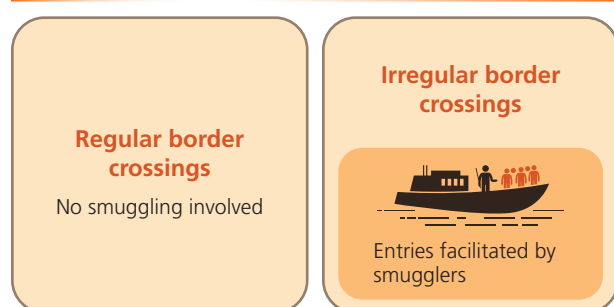 Regular border
crossings
No smuggling involved
Irregular border
crossings
Entries facilitated by
smugglers